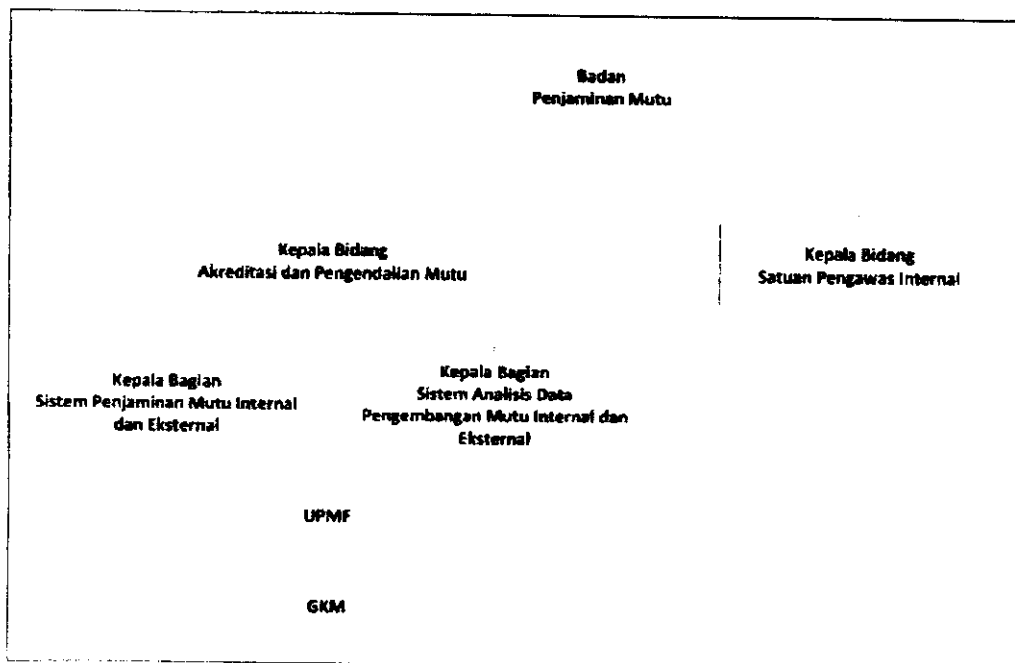 Badan
Penjaminan Mutu
Kepala Bidang
Akreditasi dan Pengendalian Mutu
Kepala Bidang
Satuan Pengawas Internal
Kepala Bagian
Sistem Penjaminan Mutu Internal
dan Eksternal
Kepala Bagian
Sistem Analisis Data
Pengembangan Mutu Internal dan
Eksternal
UPMF
GKM